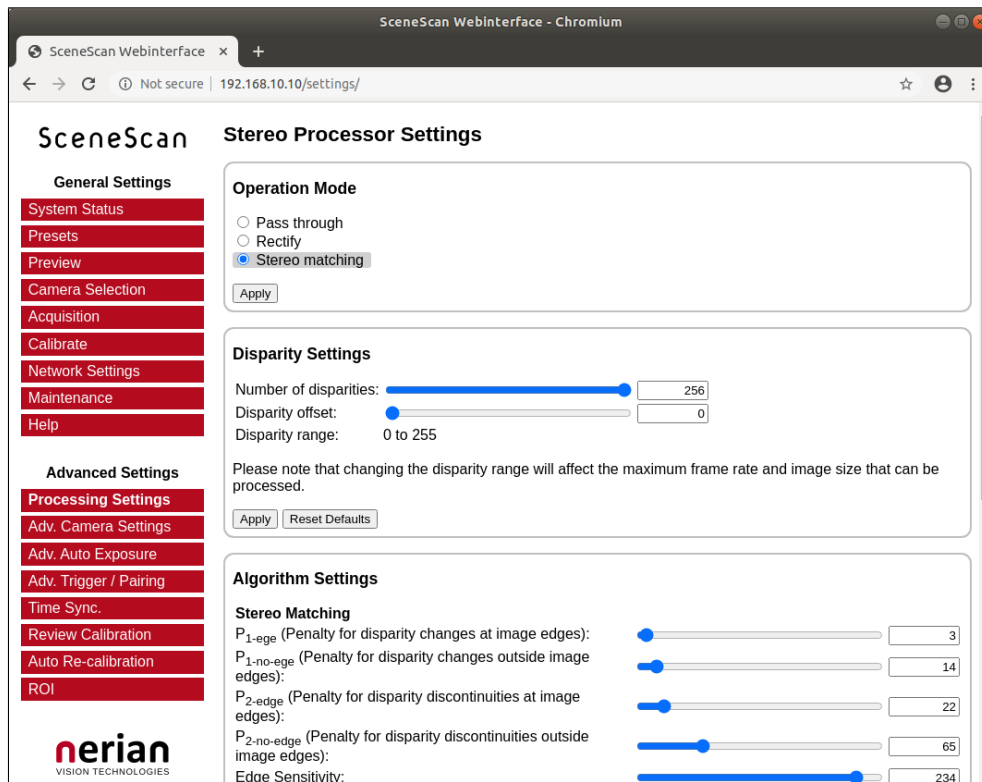 SceneScan Webinterface - Chromium
SceneScan Webinterface
Not secure | 192.168.10.10/settings/
SceneScan
General Settings
System Status
Presets
Preview
Camera Selection
Acquisition
Calibrate
Network Settings
Maintenance
Help
Advanced Settings
Processing Settings
Adv. Camera Settings
Adv. Auto Exposure
Adv. Trigger / Pairing
Time Sync.
Review Calibration
Auto Re-calibration
ROI
nerian
VISION TECHNOLOGIES
Stereo Processor Settings
Operation Mode
Pass through
Rectify
Stereo matching
Apply
Disparity Settings
Number of disparities: 256
Disparity offset: 0
Disparity range: 0 to 255
Please note that changing the disparity range will affect the maximum frame rate and image size that can be
processed.
Apply Reset Defaults
Algorithm Settings
Stereo Matching
P1-ege (Penalty for disparity changes at image edges): 3
P1-no-ege (Penalty for disparity changes outside image
edges): 14
P2-edge (Penalty for disparity discontinuities at image
edges): 22
P2-no-edge (Penalty for disparity discontinuities outside
image edges): 65
Edge Sensitivity: 234